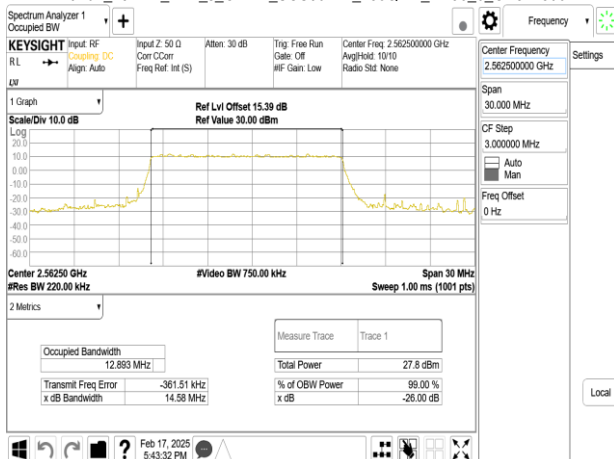 Spectrum Analyzer 1
Occupied BW
Frequency
KEYSIGHT
Input: RF
Coupling: DC
Align: Auto
Input Z: 50 Ω
Corr CCorr
Freq Ref: Int (S)
Atten: 30 dB
Trig: Free Run
Gate: Off
#IF Gain: Low
Center Freq: 2.562500000 GHz
Avg|Hold: 10/10
Radio Std: None
RL
LXI
Center Frequency
2.562500000 GHz
Settings
Span
30.000 MHz
CF Step
3.000000 MHz
Auto
Man
Freq Offset
0 Hz
Local
1 Graph
Scale/Div 10.0 dB
Ref Lvl Offset 15.39 dB
Ref Value 30.00 dBm
Log
20.0
10.0
0.00
-10.0
-20.0
-30.0
-40.0
-50.0
-60.0
Center 2.56250 GHz
#Video BW 750.00 kHz
Span 30 MHz
#Res BW 220.00 kHz
Sweep 1.00 ms (1001 pts)
2 Metrics
Measure Trace Trace 1
Occupied Bandwidth
12.893 MHz
Total Power 27.8 dBm
Transmit Freq Error -361.51 kHz
% of OBW Power 99.00 %
x dB Bandwidth 14.58 MHz
x dB -26.00 dB
Feb 17, 2025
5:43:32 PM